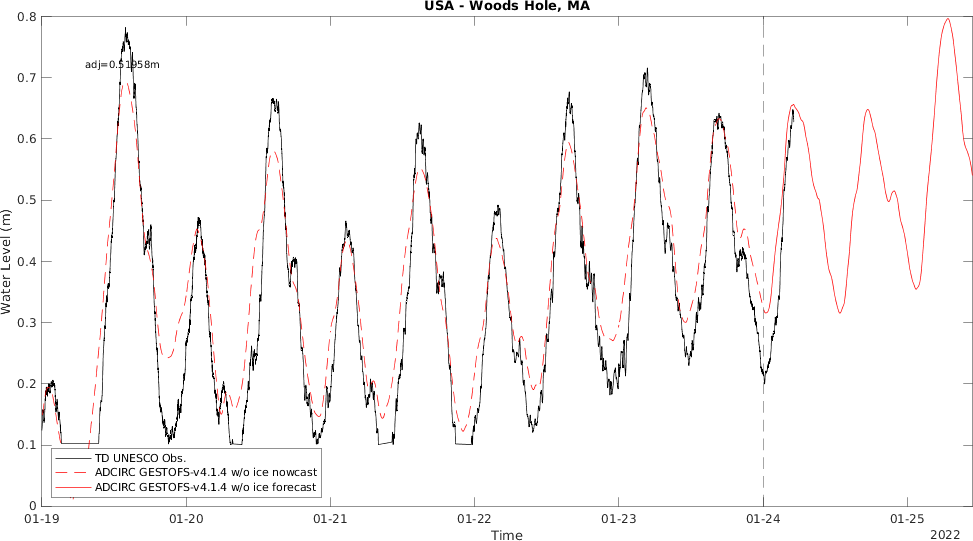 USA - Woods Hole, MA
adj=0.51958m
0.8
0.7
0.6
0.5
0.4
0.3
0.2
0.1
0
Water Level (m)
TD UNESCO Obs.
ADCIRC GESTOFS-v4.1.4 w/o ice nowcast
ADCIRC GESTOFS-v4.1.4 w/o ice forecast
01-19 01-20 01-21 01-22 01-23 01-24 01-25
Time
2022